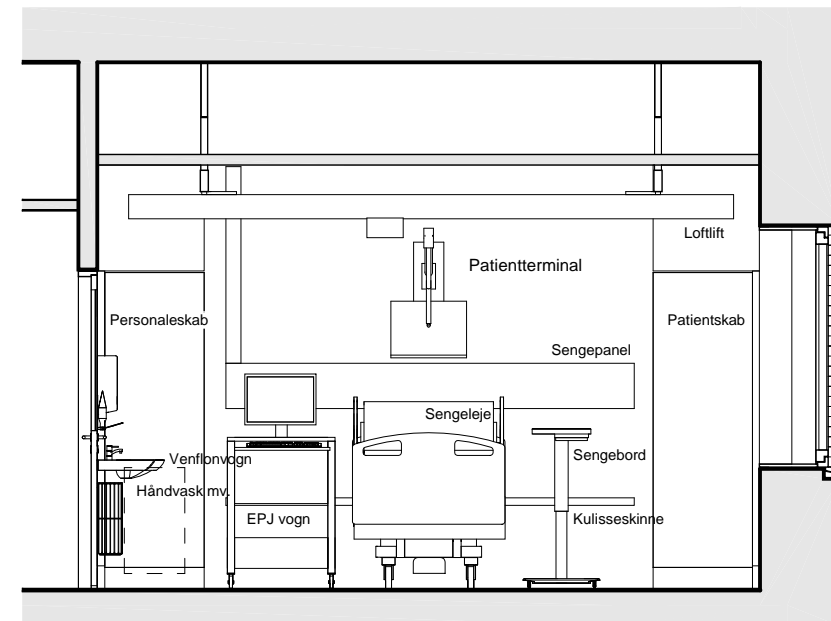 Loftlift
Patientterminal
Personaleskab
Patientskab
Sengepanel
Sengeleje
Venflonvogn
Sengebord
Håndvask mv.
EPJ vogn
Kulisseskinne